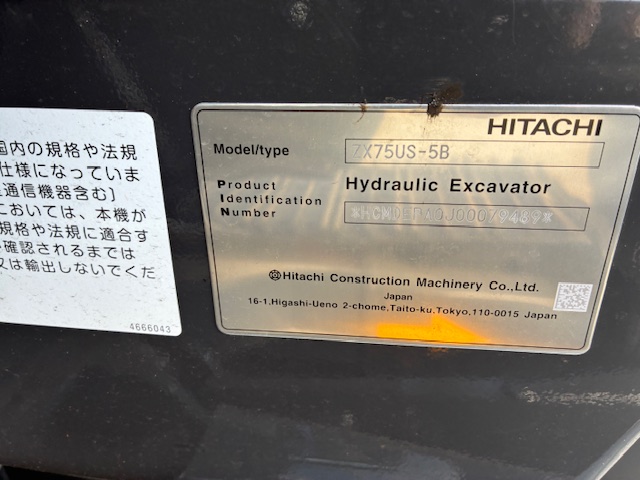 国内の規格や法規
仕様になっていま
通信機器含む]
においては、本機が
規格や法規に適合す
確認されるまでは
又は輸出しないでくだ
4666043
HITACHI
Model/type ZX75US-5B
Product Hydraulic Excavator
Identification
Number
Hitachi Construction Machinery Co.,Ltd.
Japan
16-1,Higashi-Ueno 2-chome,Taito-ku,Tokyo,110-0015 Japan